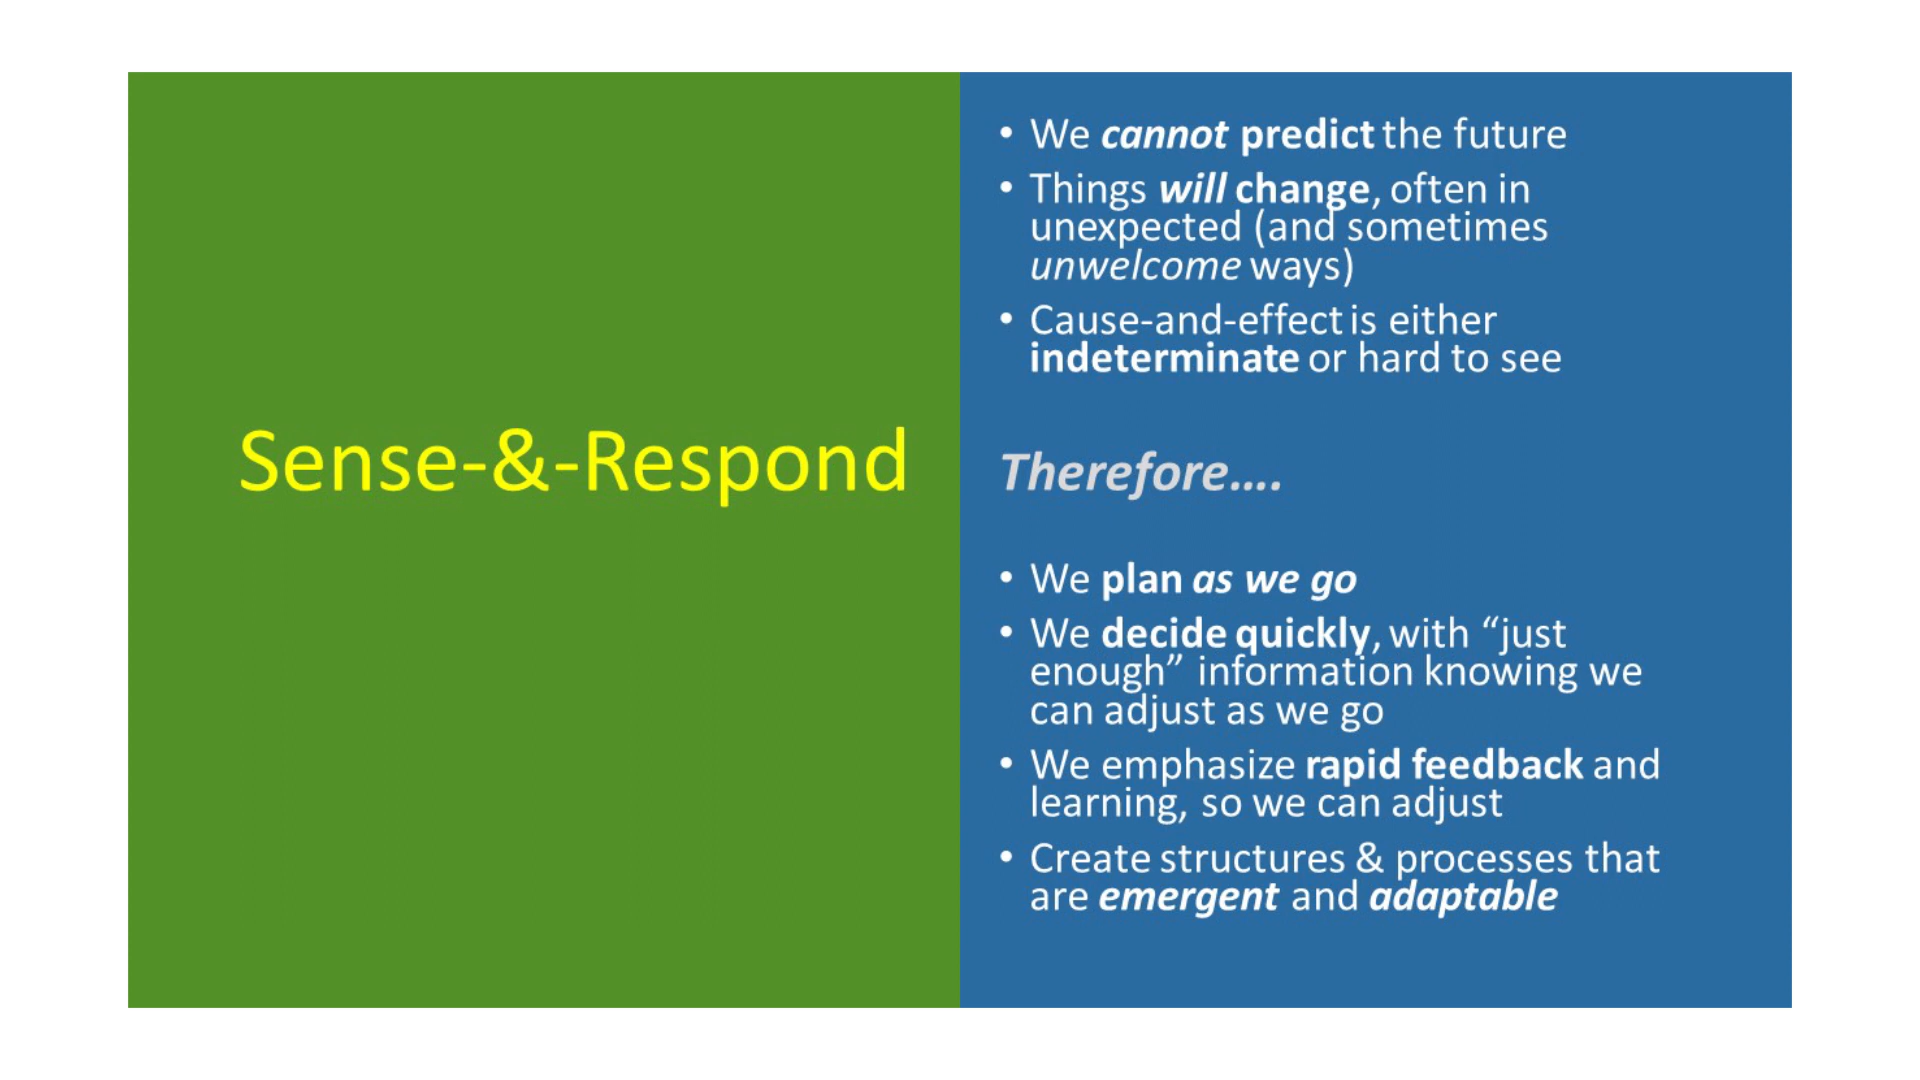 Sense-&-Respond
• We cannot predict the future
• Things will change, often in
unexpected (and sometimes
unwelcome ways)
• Cause-and-effect is either
indeterminate or hard to see
Therefore....
• We plan as we go
• We decide quickly, with “just
enough” information knowing we
can adjust as we go
• We emphasize rapid feedback and
learning, so we can adjust
• Create structures & processes that
are emergent and adaptable